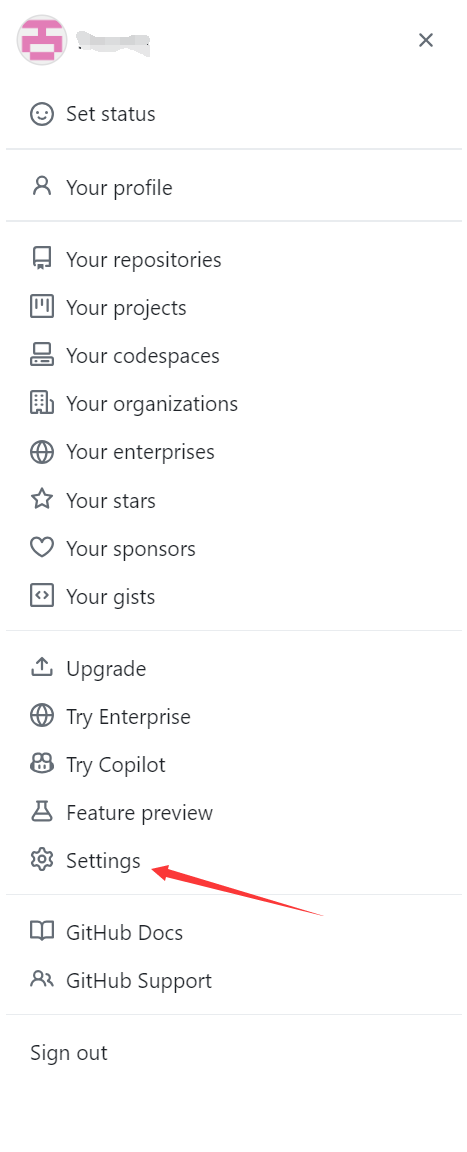 Set status
Your profile
Your repositories
Your projects
Your codespaces
Your organizations
Your enterprises
Your stars
Your sponsors
Your gists
Upgrade
Try Enterprise
Try Copilot
Feature preview
Settings
GitHub Docs
GitHub Support
Sign out